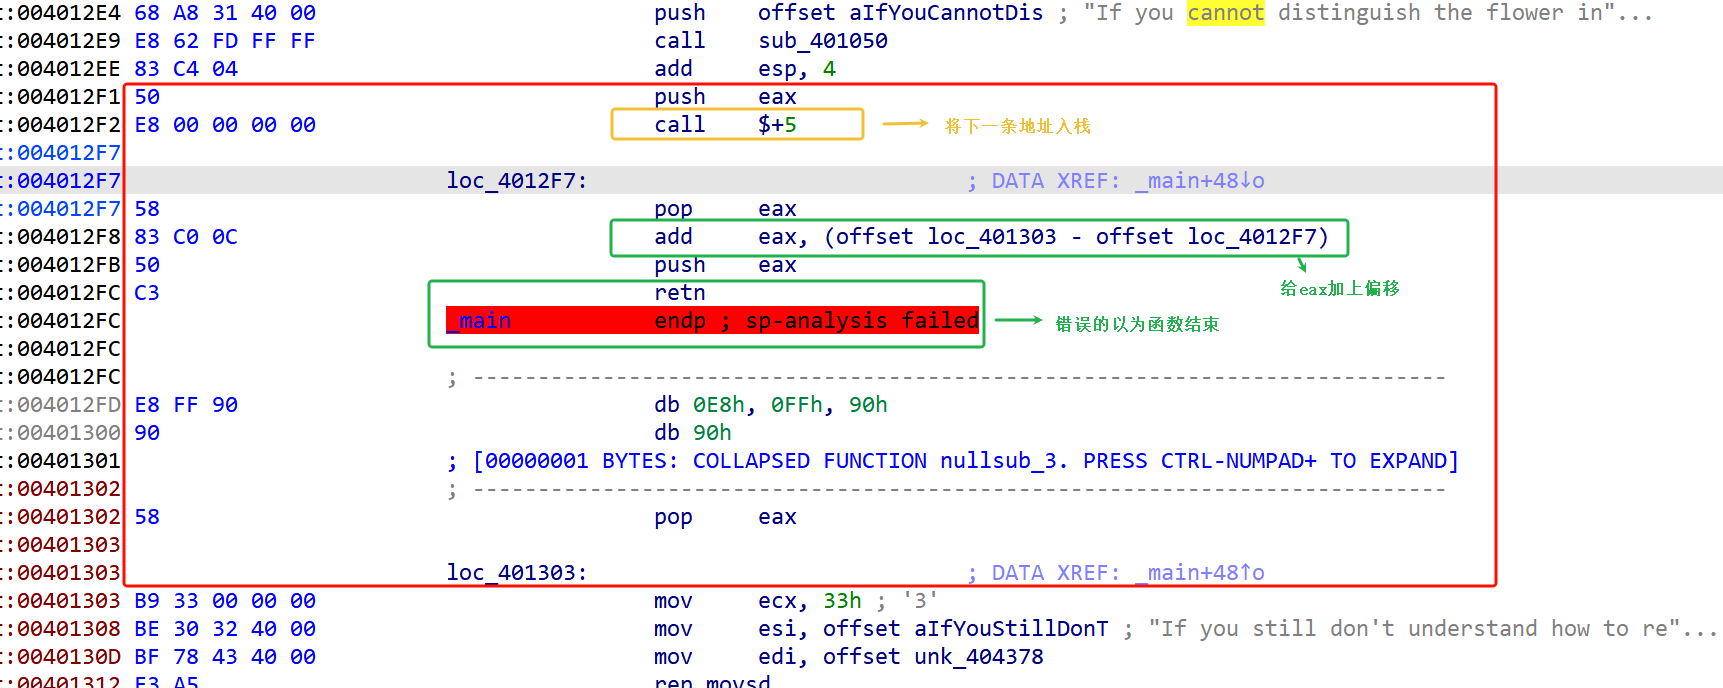 t:004012E4 68 A8 31 40 00 push offset aIfYouCannotDis ; "If you cannot distinguish the flower in"...
t:004012E9 E8 62 FD FF FF call sub_401050
t:004012EE 83 C4 04 add esp, 4
t:004012F1 50 push eax
t:004012F2 E8 00 00 00 00 call $+5 将下一条地址入栈
t:004012F7
t:004012F7 loc_4012F7: ; DATA XREF: _main+48↓o
t:004012F7 58 pop eax
t:004012F8 83 C0 0C add eax, (offset loc_401303 - offset loc_4012F7)
t:004012FB 50 push eax 给eax加上偏移
t:004012FC C3 retn
t:004012FC _main endp ; sp-analysis failed 错误的以为函数结束
t:004012FC
t:004012FC ; ---------------------------------------------------------------------------
t:004012FD E8 FF 90 db 0E8h, 0FFh, 90h
t:00401300 90 db 90h
t:00401301 ; [00000001 BYTES: COLLAPSED FUNCTION nullsub_3. PRESS CTRL-NUMPAD+ TO EXPAND]
t:00401302 ; ---------------------------------------------------------------------------
t:00401302 58 pop eax
t:00401303
t:00401303 loc_401303: ; DATA XREF: _main+48↑o
t:00401303 B9 33 00 00 00 mov ecx, 33h ; '3'
t:00401308 BE 30 32 40 00 mov esi, offset aIfYouStillDonT ; "If you still don't understand how to re"...
t:0040130D BF 78 43 40 00 mov edi, offset unk_404378
t:00401312 F3 A5 rep movsd